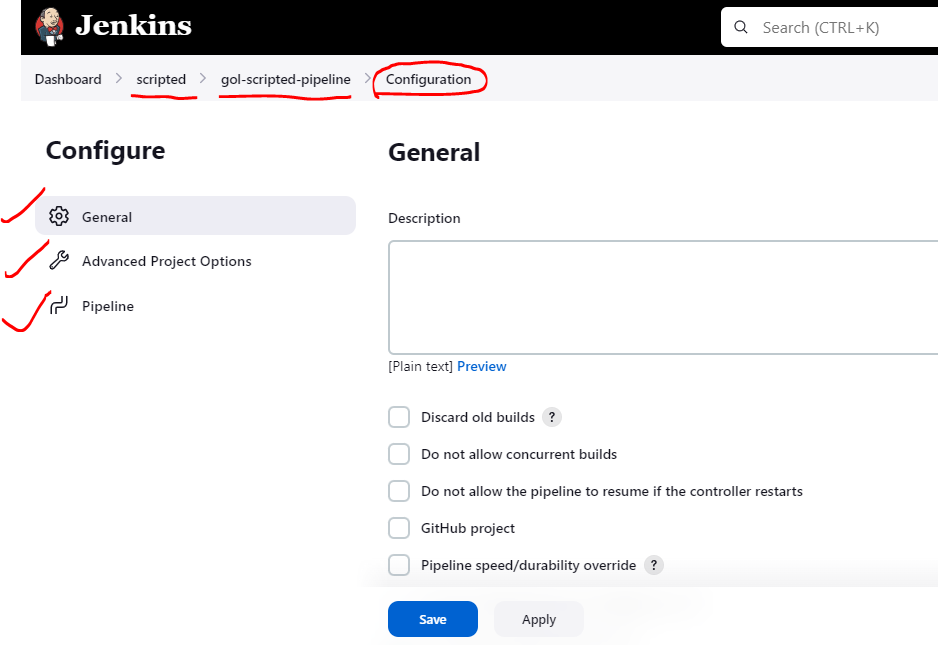 Jenkins
Search (CTRL+K)
Dashboard > scripted > gol-scripted-pipeline > Configuration
Configure
General
Advanced Project Options
Pipeline
General
Description
[Plain text] Preview
Discard old builds ?
Do not allow concurrent builds
Do not allow the pipeline to resume if the controller restarts
GitHub project
Pipeline speed/durability override ?
Save Apply